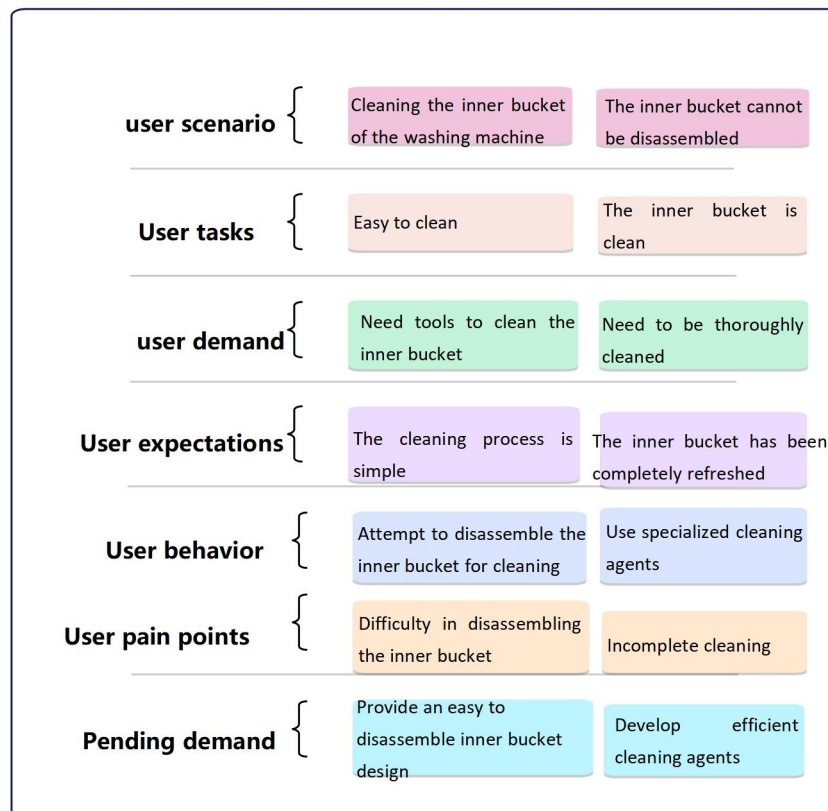 user scenario
Cleaning the inner bucket
of the washing machine
The inner bucket cannot
be disassembled
User tasks
Easy to clean
The inner bucket is
clean
user demand
Need tools to clean the
inner bucket
Need to be thoroughly
cleaned
User expectations
The cleaning process is
simple
The inner bucket has been
completely refreshed
User behavior
Attempt to disassemble the
inner bucket for cleaning
Use specialized cleaning
agents
User pain points
Difficulty in disassembling
the inner bucket
Incomplete cleaning
Pending demand
Provide an easy to
disassemble inner bucket
design
Develop efficient
cleaning agents